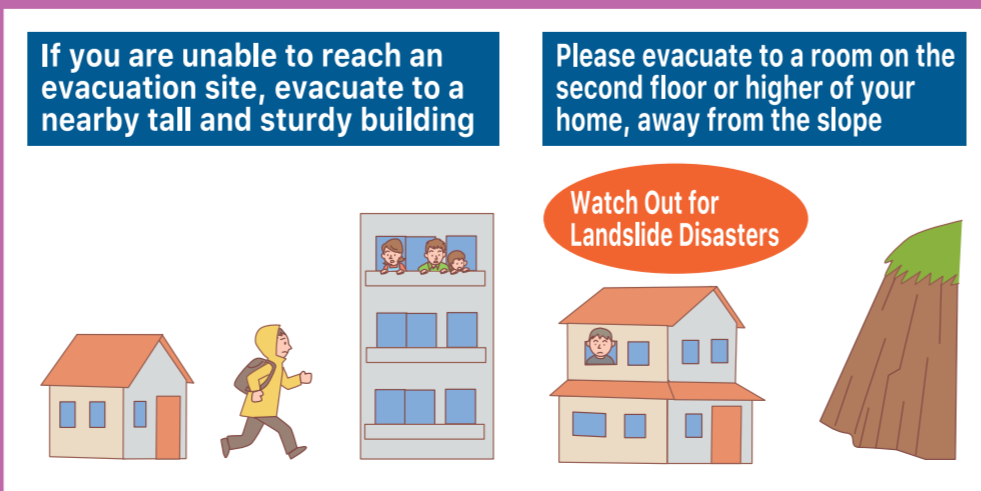 If you are unable to reach an
evacuation site, evacuate to a
nearby tall and sturdy building
Please evacuate to a room on the
second floor or higher of your
home, away from the slope
Watch Out for
Landslide Disasters